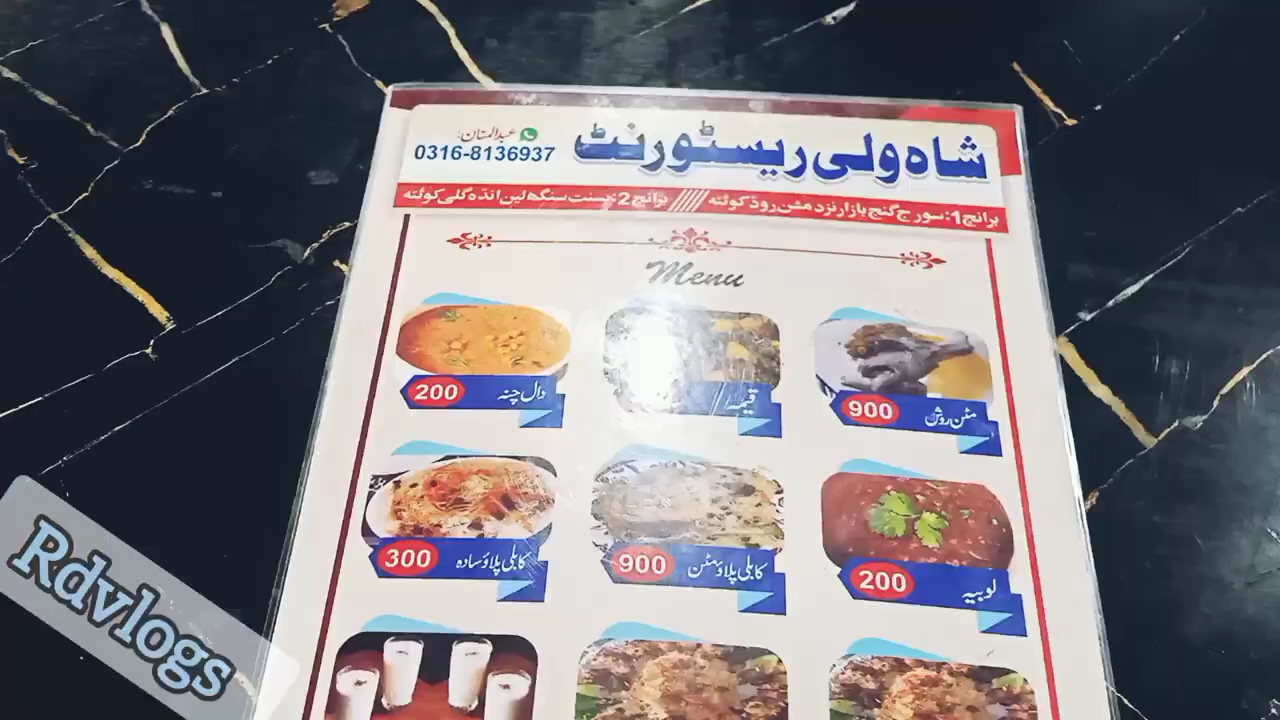 شاہ ولی ریسٹورنٹ
عبدالمنان:
0316-8136937
برانچ 1: سورج گنج بازار نزد مشن روڈ کوئٹہ //// برانچ 2: بسنت سنگھ لین انڈہ گلی کوئٹہ
Menu
مٹن روش 900
قیمہ //
دال چنہ 200
لوبیہ 200
کابلی پلاؤ مٹن 900
کابلی پلاؤ سادہ 300
Rdvlogs